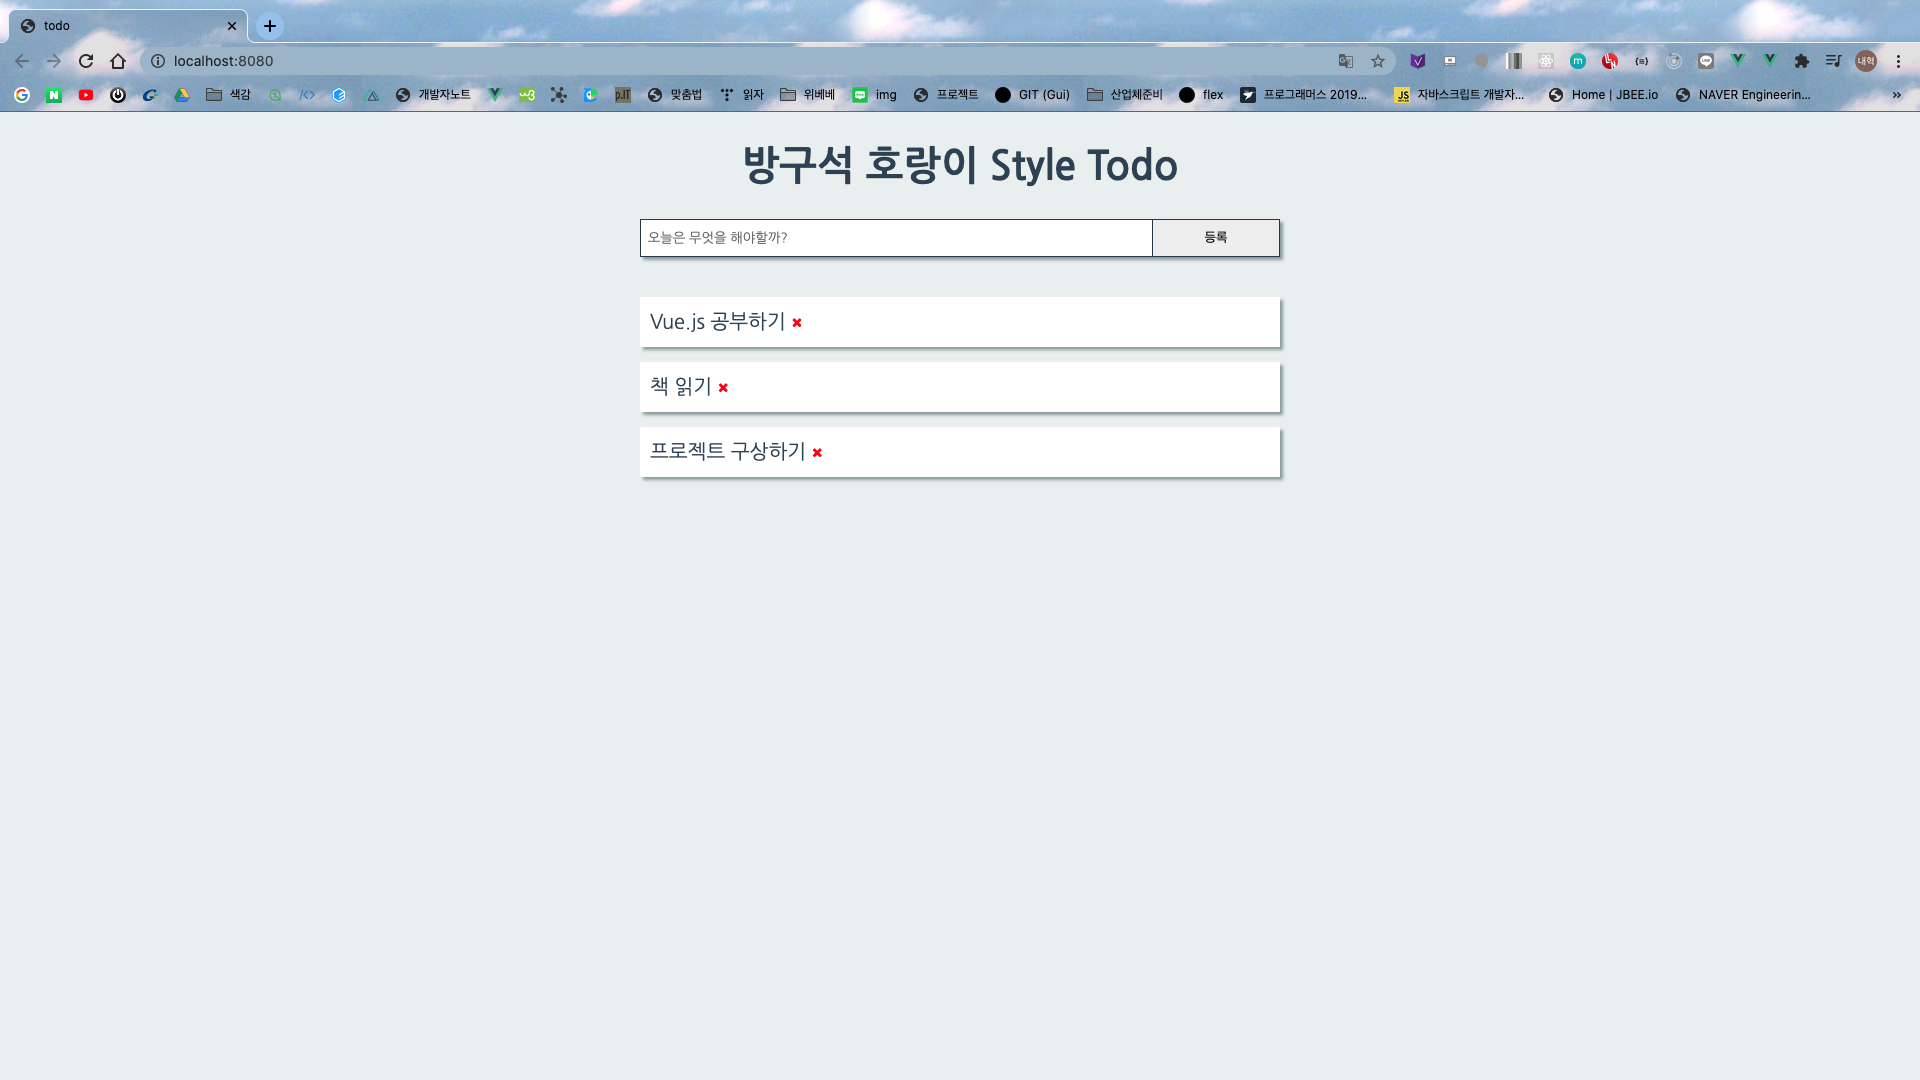 todo
localhost:8080
색감 개발자노트 맞춤법 읽자 위베베 img 프로젝트 GIT (Gui) 산업체준비 flex 프로그래머스 2019... 자바스크립트 개발자... Home | JBEE.io NAVER Engineerin...
방구석 호랑이 Style Todo
오늘은 무엇을 해야할까? 등록
Vue.js 공부하기
책 읽기
프로젝트 구상하기